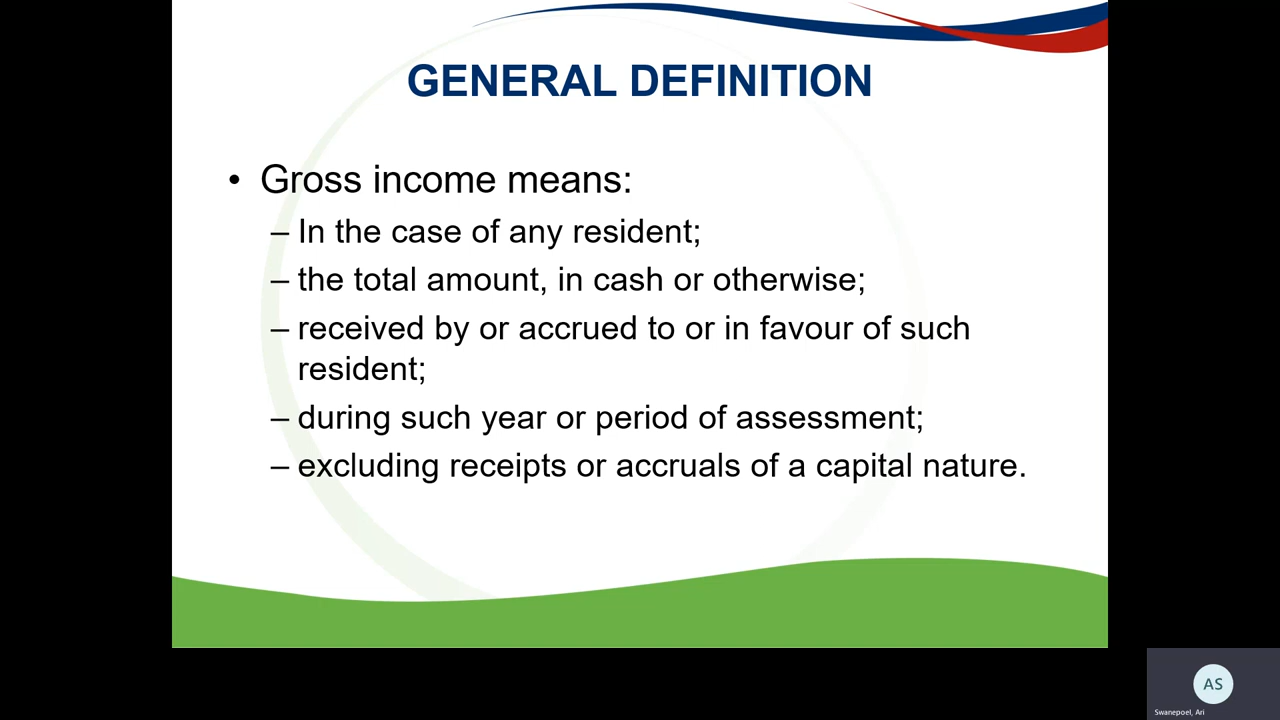 GENERAL DEFINITION
• Gross income means:
– In the case of any resident;
– the total amount, in cash or otherwise;
– received by or accrued to or in favour of such
resident;
– during such year or period of assessment;
– excluding receipts or accruals of a capital nature.
AS
Swanepoel, Ari